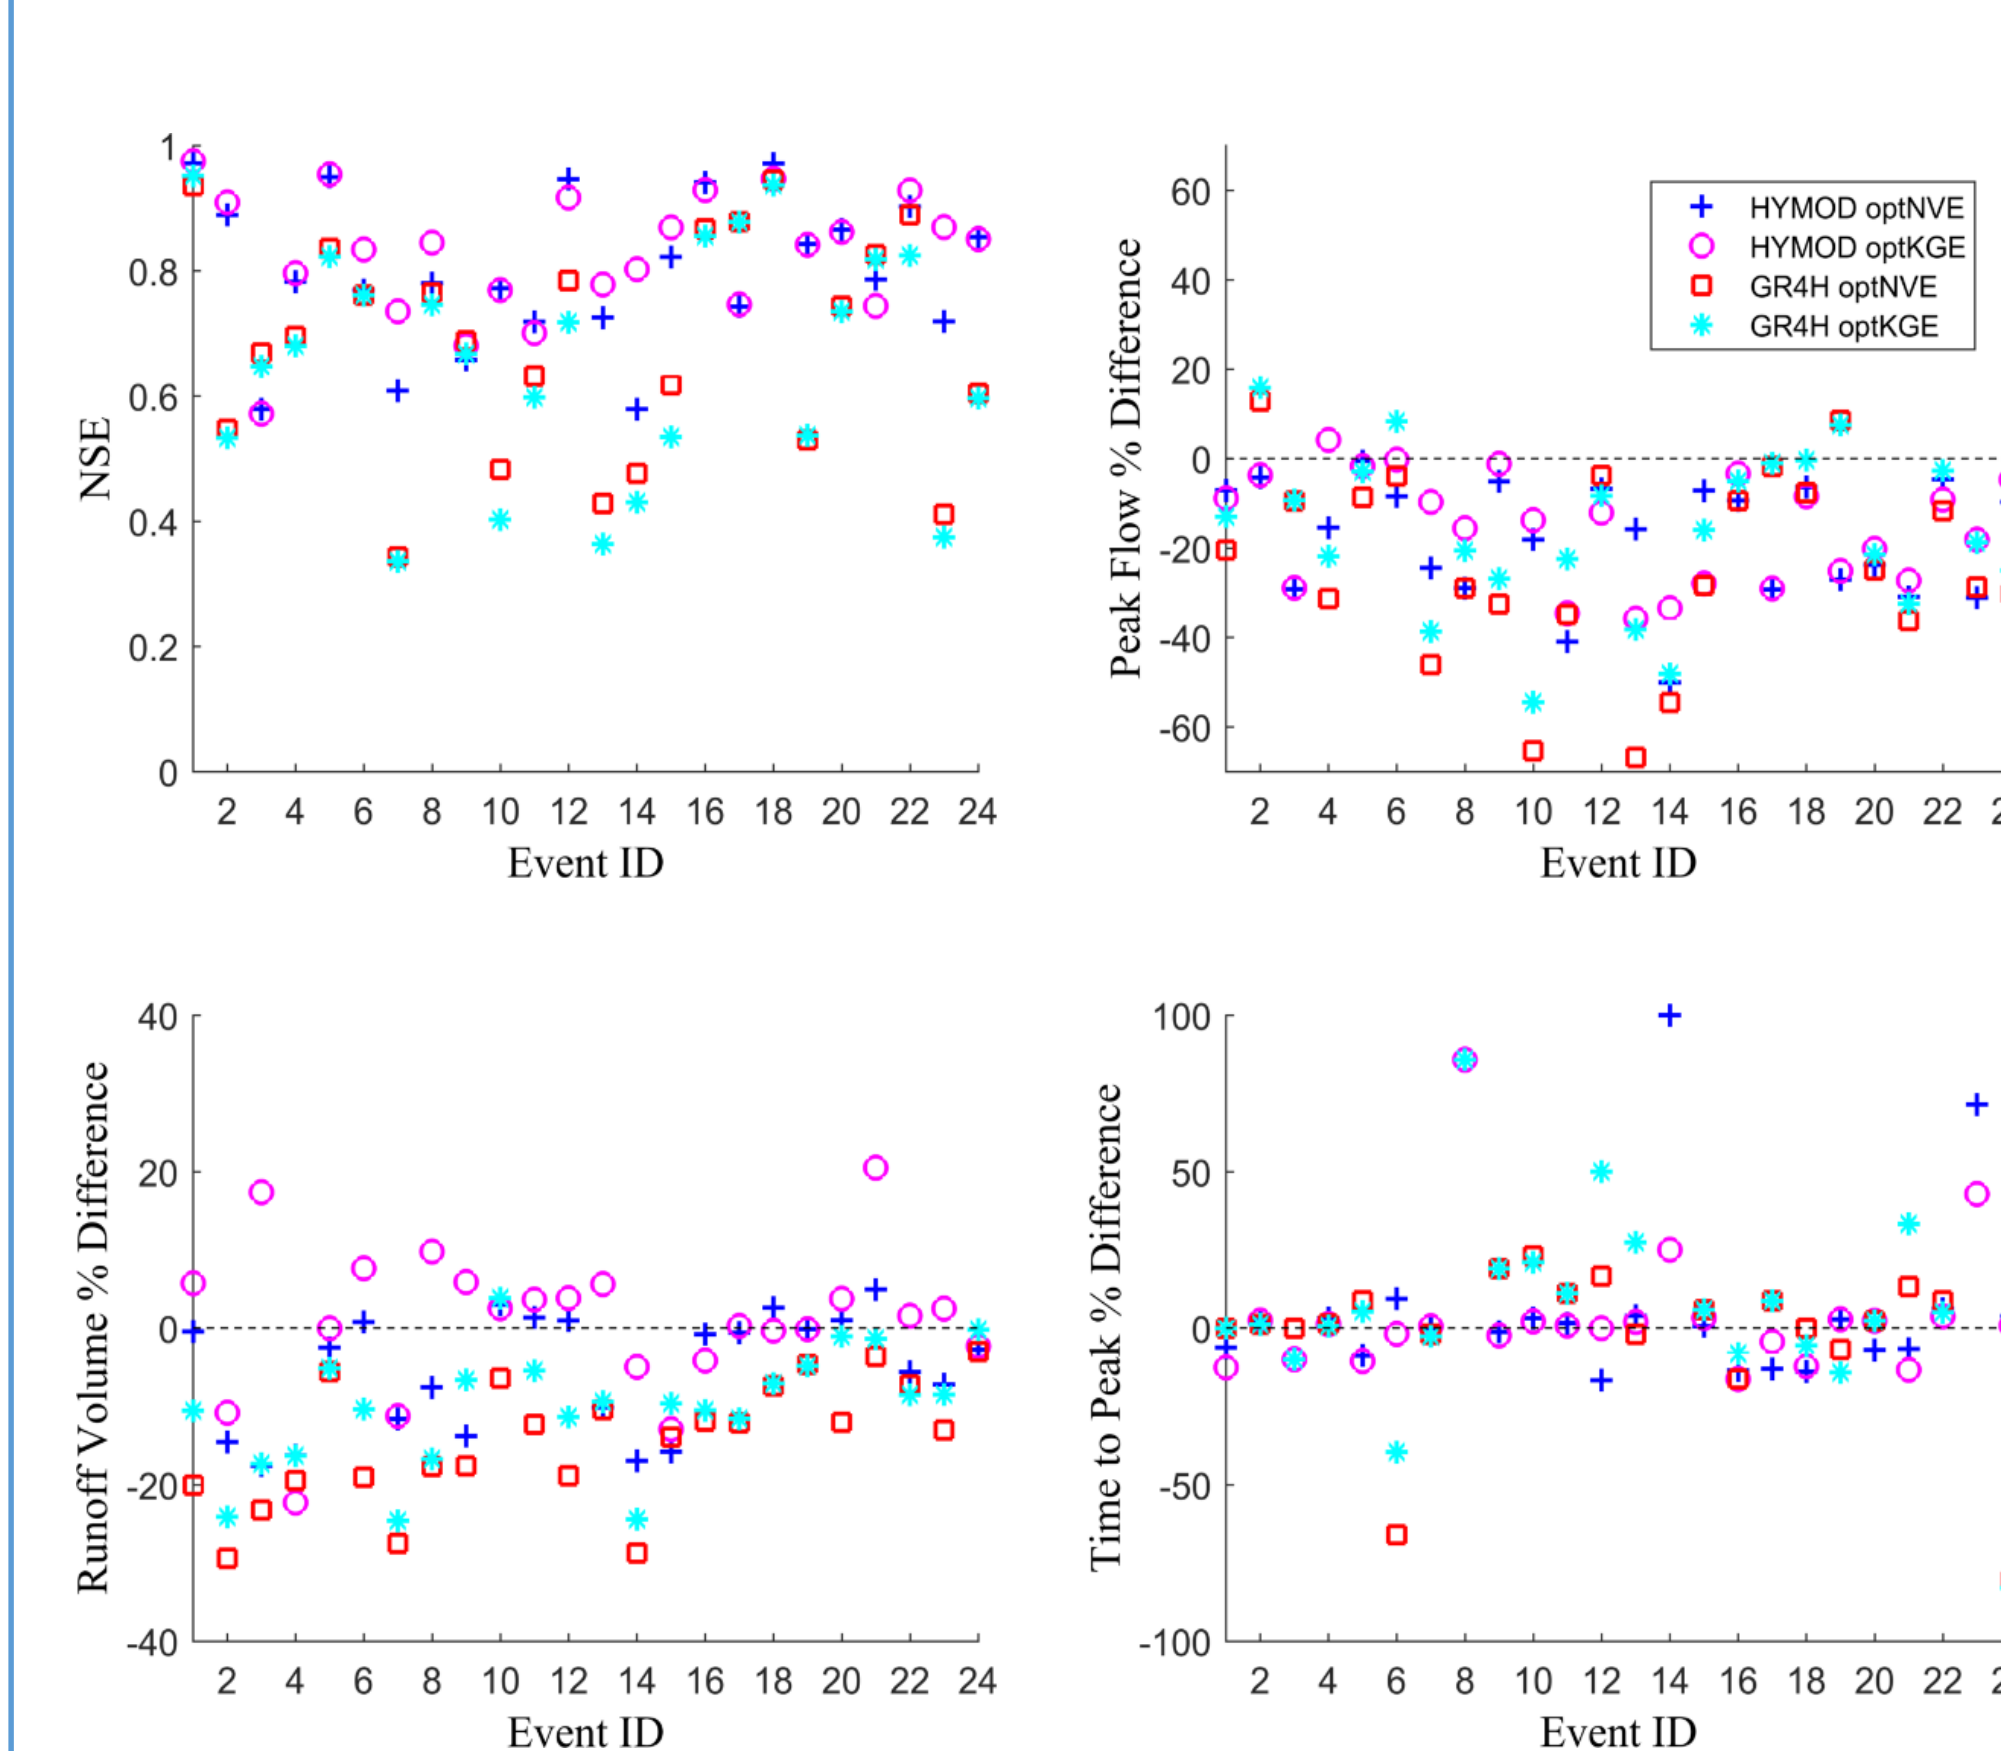 1
0.8
0.6
0.4
0.2
0
NSE
2 4 6 8 10 12 14 16 18 20 22 24
Event ID
60
40
20
0
-20
-40
-60
Peak Flow % Difference
HYMOD optNVE
HYMOD optKGE
GR4H optNVE
GR4H optKGE
2 4 6 8 10 12 14 16 18 20 22
Event ID
40
20
0
-20
-40
Runoff Volume % Difference
2 4 6 8 10 12 14 16 18 20 22 24
Event ID
100
50
0
-50
-100
Time to Peak % Difference
2 4 6 8 10 12 14 16 18 20 22
Event ID